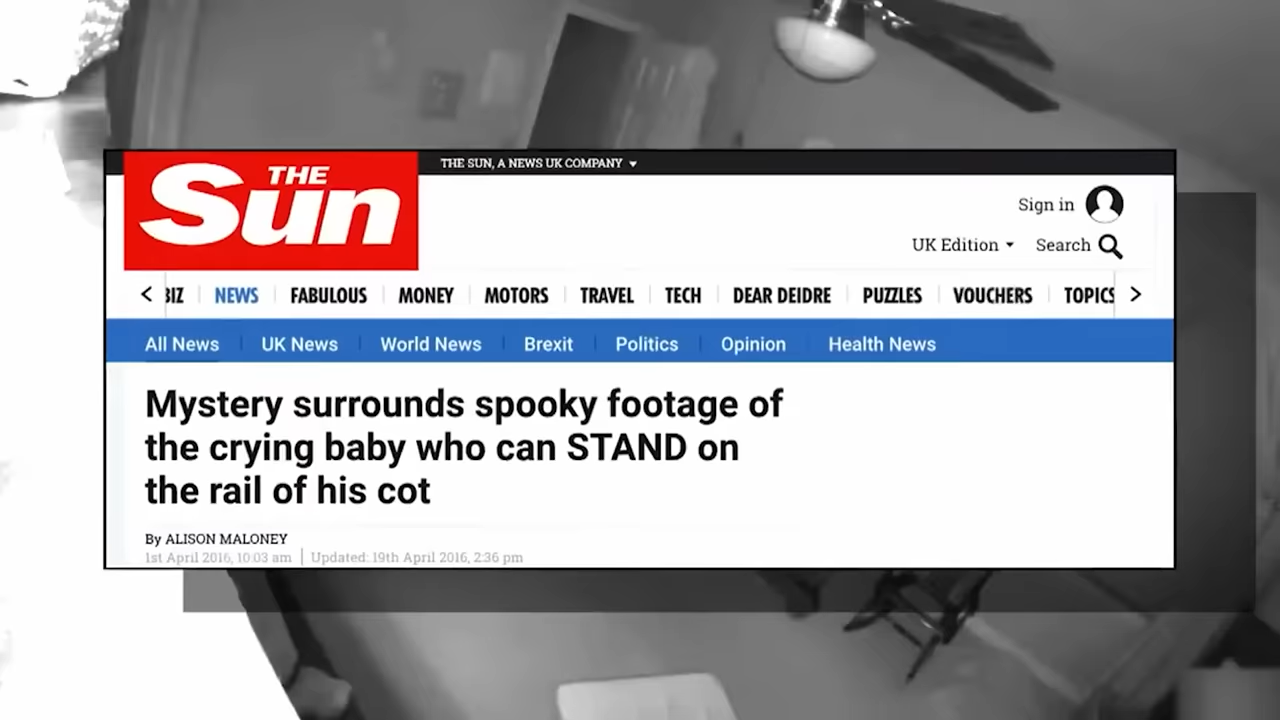 THE SUN, A NEWS UK COMPANY
THE
Sun
Sign in
UK Edition Search
BIZ NEWS FABULOUS MONEY MOTORS TRAVEL TECH DEAR DEIDRE PUZZLES VOUCHERS TOPICS
All News UK News World News Brexit Politics Opinion Health News
Mystery surrounds spooky footage of
the crying baby who can STAND on
the rail of his cot
By ALISON MALONEY
1st April 2016, 10:03 am | Updated: 19th April 2016, 2:36 pm